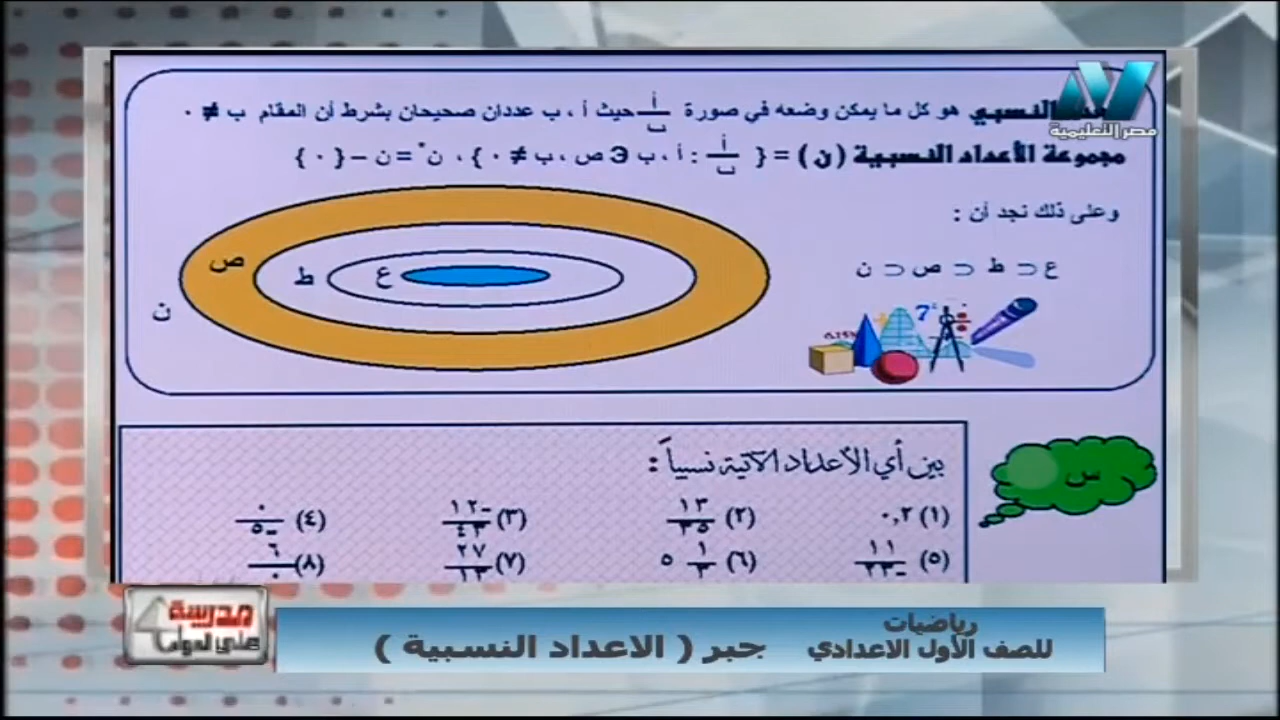 النسبي هو كل ما يمكن وضعه في صورة أ/ب حيث أ ، ب عددان صحيحان بشرط أن المقام ب ≠ ٠
مصر التعليمية
مجموعة الأعداد النسبية ( ن ) = { أ/ب : أ ، ب ∈ ص ، ب ≠ ٠ } ، ن* = ن – { ٠ }
وعلى ذلك نجد أن :
ع ⊂ ط ⊂ ص ⊂ ن
ع
ط
ص
ن
س
بين أي الأعداد الآتية نسبياً :
(١) ٠,٢ (٢) ١٣/٣٥ (٣) -١٢/٤٣ (٤) ٠/-٥
(٥) ١١/-٢٣ (٦) ٥ ١/٣ (٧) ٢٧/١٣ (٨) ٦/٠
مدرسة على الهواء
رياضيات
للصف الأول الاعدادي
جبر ( الاعداد النسبية )